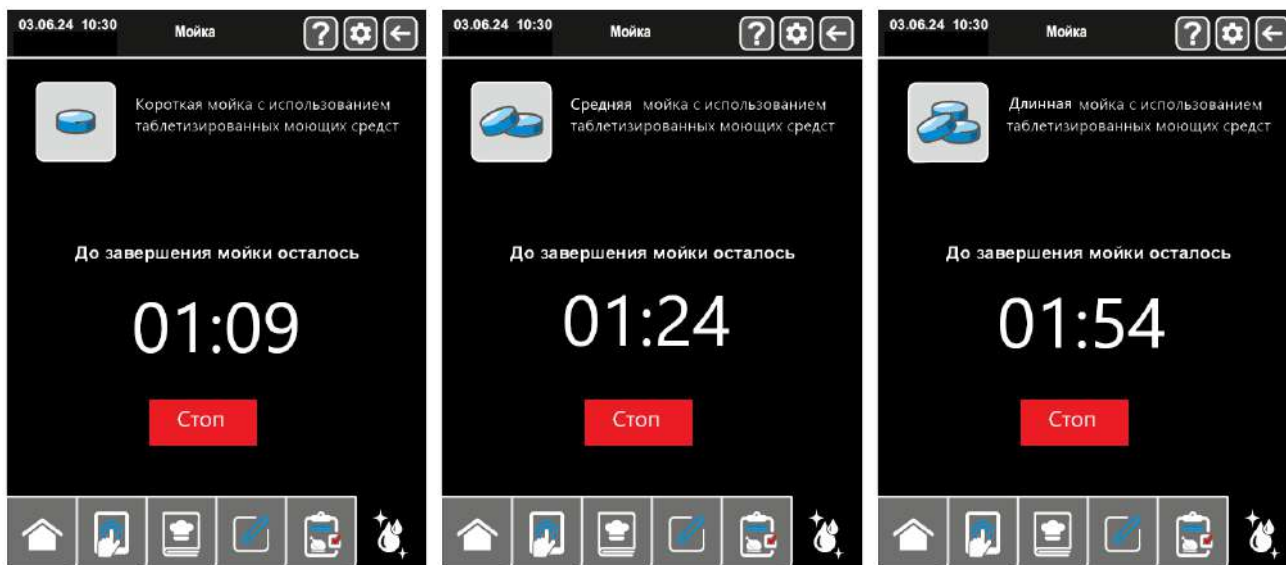 03.06.24 10:30 Мойка ?
Короткая мойка с использованием
таблетизированных моющих средст
До завершения мойки осталось
01:09
Стоп
03.06.24 10:30 Мойка ?
Средняя мойка с использованием
таблетизированных моющих средст
До завершения мойки осталось
01:24
Стоп
03.06.24 10:30 Мойка ?
Длинная мойка с использованием
таблетизированных моющих средст
До завершения мойки осталось
01:54
Стоп